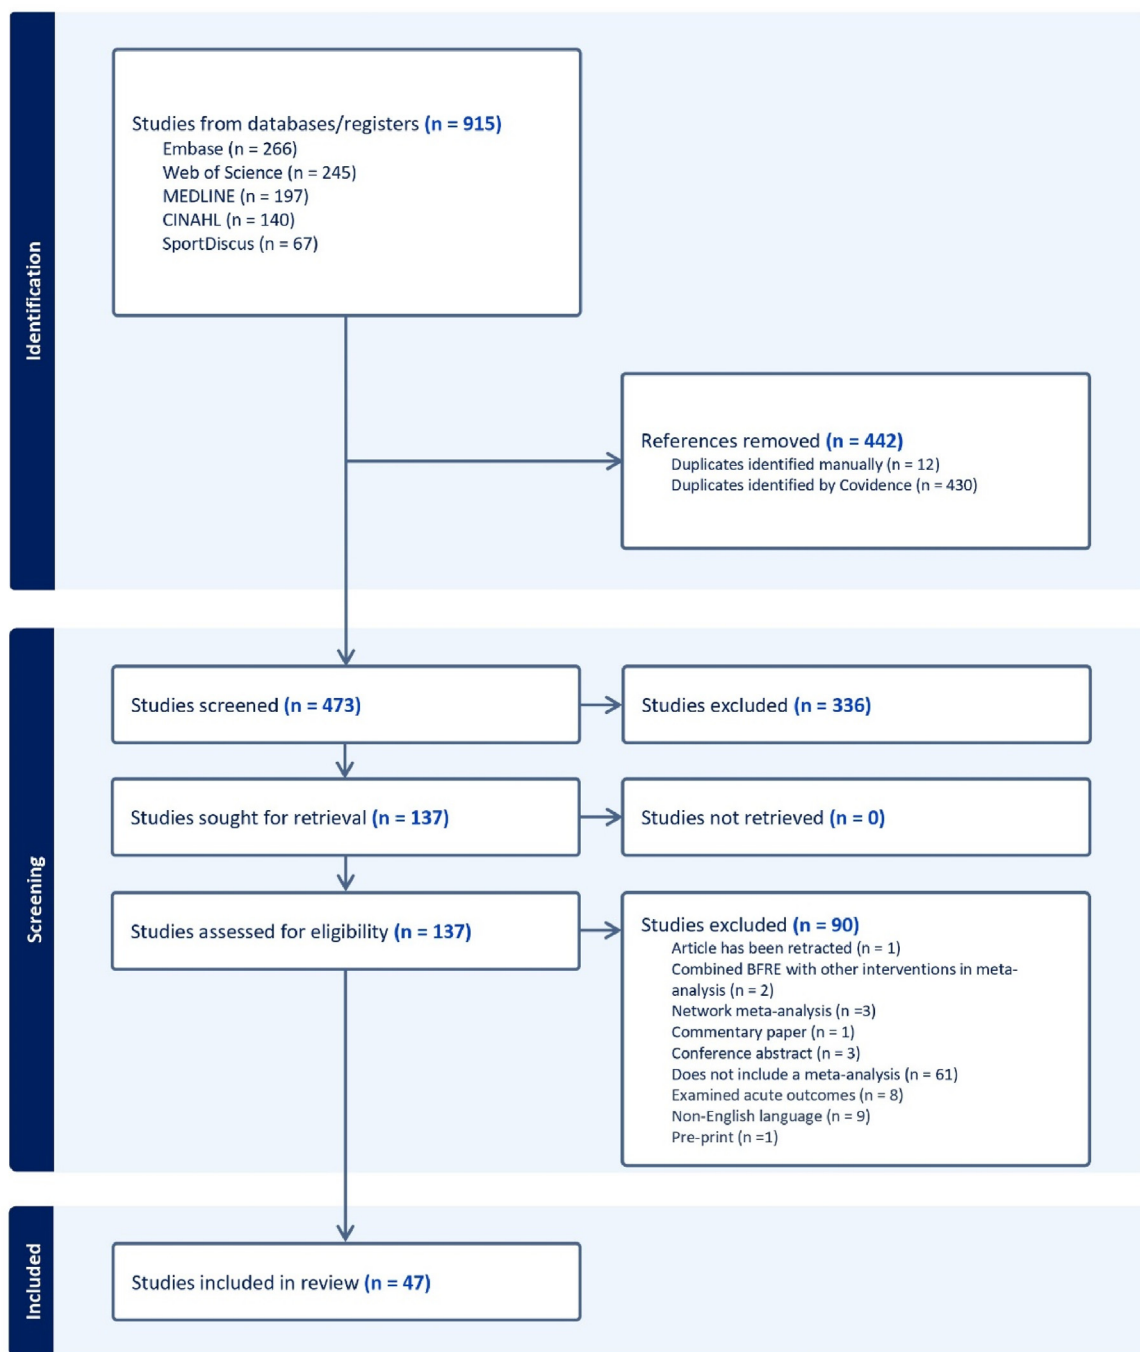 Identification
Studies from databases/registers (n = 915)
Embase (n = 266)
Web of Science (n = 245)
MEDLINE (n = 197)
CINAHL (n = 140)
SportDiscus (n = 67)
References removed (n = 442)
Duplicates identified manually (n = 12)
Duplicates identified by Covidence (n = 430)
Screening
Studies screened (n = 473)
Studies excluded (n = 336)
Studies sought for retrieval (n = 137)
Studies not retrieved (n = 0)
Studies assessed for eligibility (n = 137)
Studies excluded (n = 90)
Article has been retracted (n = 1)
Combined BFRE with other interventions in meta-
analysis (n = 2)
Network meta-analysis (n =3)
Commentary paper (n = 1)
Conference abstract (n = 3)
Does not include a meta-analysis (n = 61)
Examined acute outcomes (n = 8)
Non-English language (n = 9)
Pre-print (n =1)
Included
Studies included in review (n = 47)